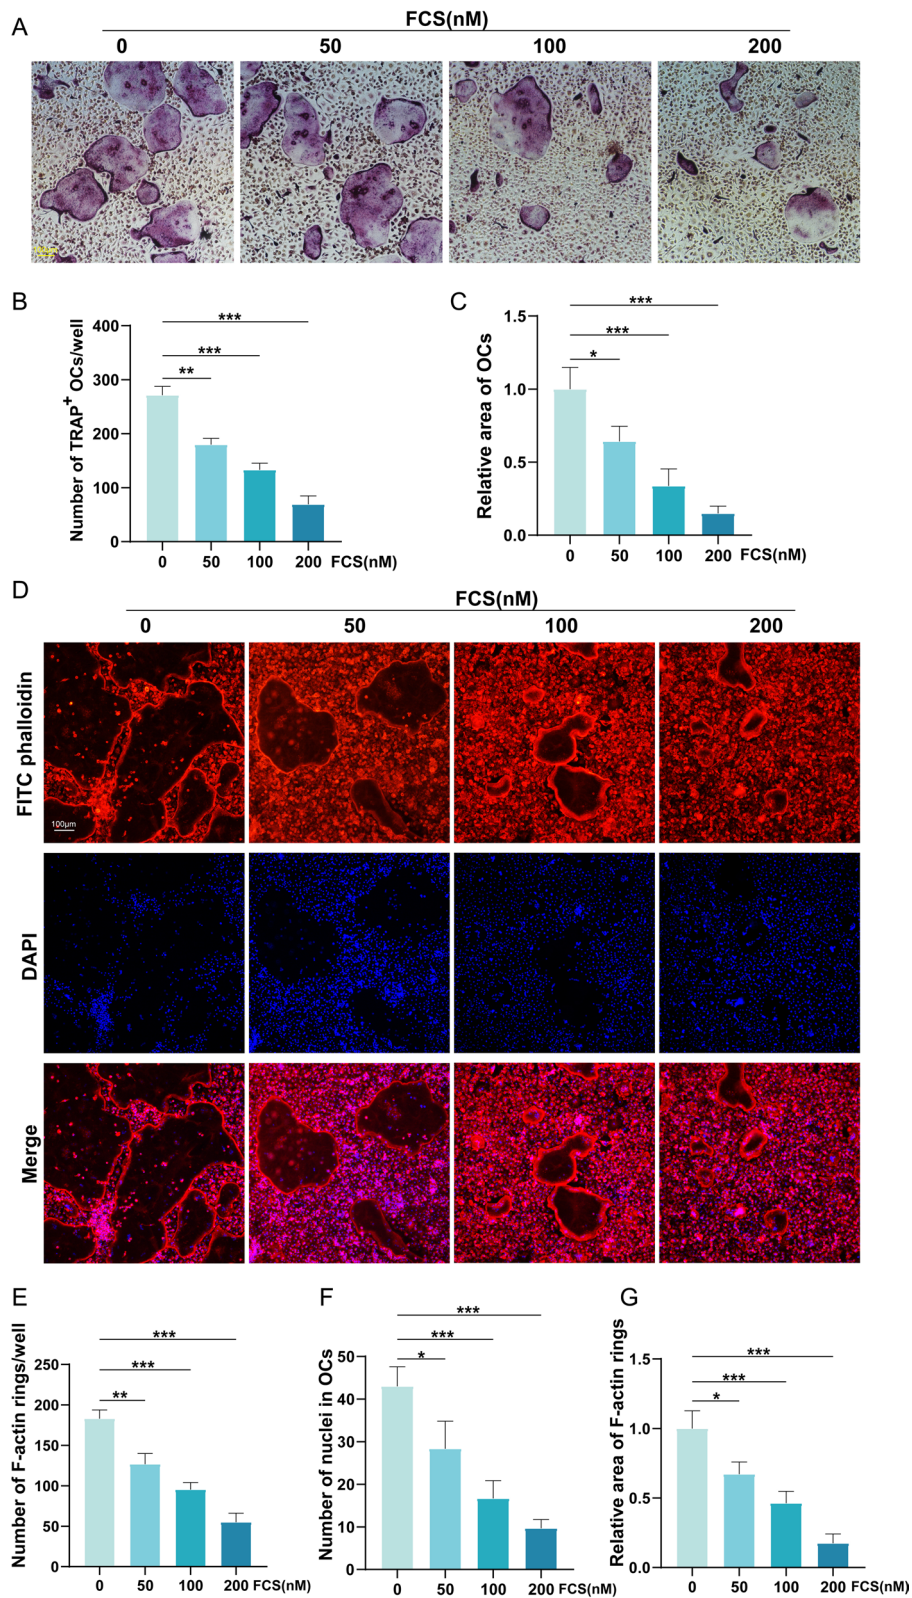 A
FCS(nM)
0 50 100 200
B
Number of TRAP+ OCs/well
400
300
200
100
0
***
***
**
0 50 100 200 FCS(nM)
C
Relative area of OCs
1.5
1.0
0.5
0.0
***
***
*
0 50 100 200 FCS(nM)
D
FCS(nM)
0 50 100 200
FITC phalloidin
100μm
DAPI
Merge
E
Number of F-actin rings/well
250
200
150
100
50
0
***
***
**
0 50 100 200 FCS(nM)
F
Number of nuclei in OCs
50
40
30
20
10
0
***
***
*
0 50 100 200 FCS(nM)
G
Relative area of F-actin rings
1.5
1.0
0.5
0.0
***
***
*
0 50 100 200 FCS(nM)